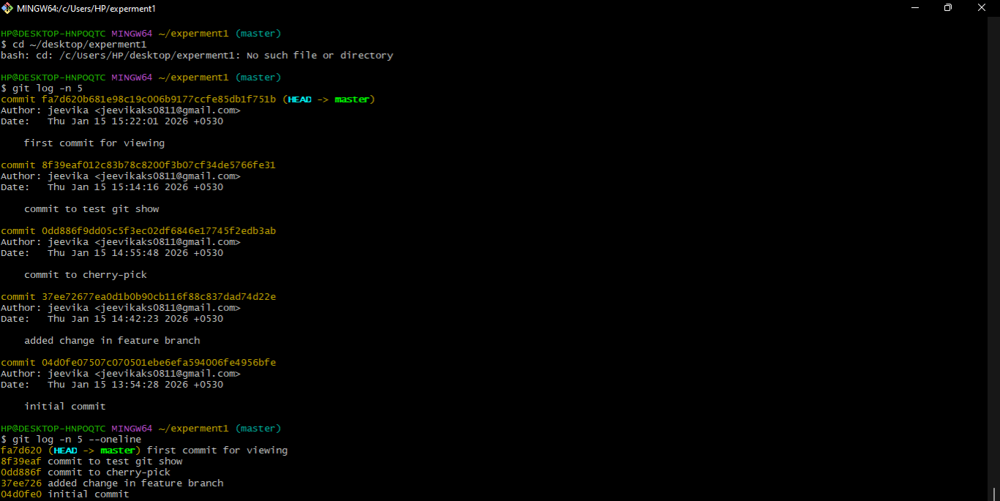 MINGW64:/c/Users/HP/experment1
HP@DESKTOP-HNPOQTC MINGW64 ~/experment1 (master)
$ cd ~/desktop/experment1
bash: cd: /c/Users/HP/desktop/experment1: No such file or directory
HP@DESKTOP-HNPOQTC MINGW64 ~/experment1 (master)
$ git log -n 5
commit fa7d620b681e98c19c006b9177ccfe85db1f751b (HEAD -> master)
Author: jeevika <jeevikaks0811@gmail.com>
Date:   Thu Jan 15 15:22:01 2026 +0530
    first commit for viewing
commit 8f39eaf012c83b78c8200f3b07cf34de5766fe31
Author: jeevika <jeevikaks0811@gmail.com>
Date:   Thu Jan 15 15:14:16 2026 +0530
    commit to test git show
commit 0dd886f9dd05c5f3ec02df6846e17745f2edb3ab
Author: jeevika <jeevikaks0811@gmail.com>
Date:   Thu Jan 15 14:55:48 2026 +0530
    commit to cherry-pick
commit 37ee72677ea0d1b0b90cb116f88c837dad74d22e
Author: jeevika <jeevikaks0811@gmail.com>
Date:   Thu Jan 15 14:42:23 2026 +0530
    added change in feature branch
commit 04d0fe07507c070501ebe6efa594006fe4956bfe
Author: jeevika <jeevikaks0811@gmail.com>
Date:   Thu Jan 15 13:54:28 2026 +0530
    initial commit
HP@DESKTOP-HNPOQTC MINGW64 ~/experment1 (master)
$ git log -n 5 --oneline
fa7d620 (HEAD -> master) first commit for viewing
8f39eaf commit to test git show
0dd886f commit to cherry-pick
37ee726 added change in feature branch
04d0fe0 initial commit